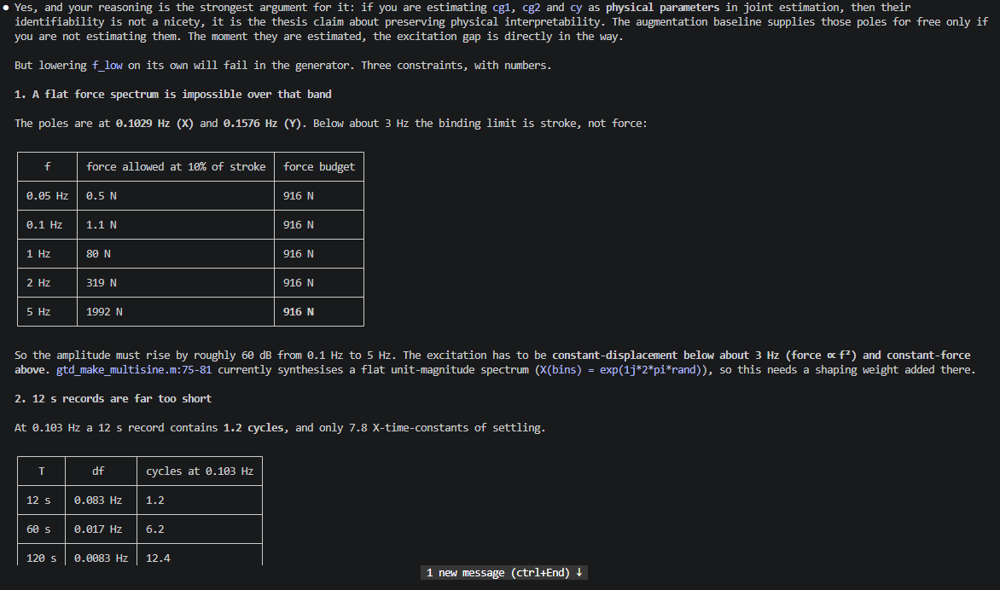 ● Yes, and your reasoning is the strongest argument for it: if you are estimating cg1, cg2 and cy as physical parameters in joint estimation, then their
identifiability is not a nicety, it is the thesis claim about preserving physical interpretability. The augmentation baseline supplies those poles for free only if
you are not estimating them. The moment they are estimated, the excitation gap is directly in the way.
But lowering f_low on its own will fail in the generator. Three constraints, with numbers.
1. A flat force spectrum is impossible over that band
The poles are at 0.1029 Hz (X) and 0.1576 Hz (Y). Below about 3 Hz the binding limit is stroke, not force:
f force allowed at 10% of stroke force budget
0.05 Hz 0.5 N 916 N
0.1 Hz 1.1 N 916 N
1 Hz 80 N 916 N
2 Hz 319 N 916 N
5 Hz 1992 N 916 N
So the amplitude must rise by roughly 60 dB from 0.1 Hz to 5 Hz. The excitation has to be constant-displacement below about 3 Hz (force ∝ f²) and constant-force
above. gtd_make_multisine.m:75-81 currently synthesises a flat unit-magnitude spectrum (X(bins) = exp(1j*2*pi*rand)), so this needs a shaping weight added there.
2. 12 s records are far too short
At 0.103 Hz a 12 s record contains 1.2 cycles, and only 7.8 X-time-constants of settling.
T df cycles at 0.103 Hz
12 s 0.083 Hz 1.2
60 s 0.017 Hz 6.2
120 s 0.0083 Hz 12.4
1 new message (ctrl+End) ↓